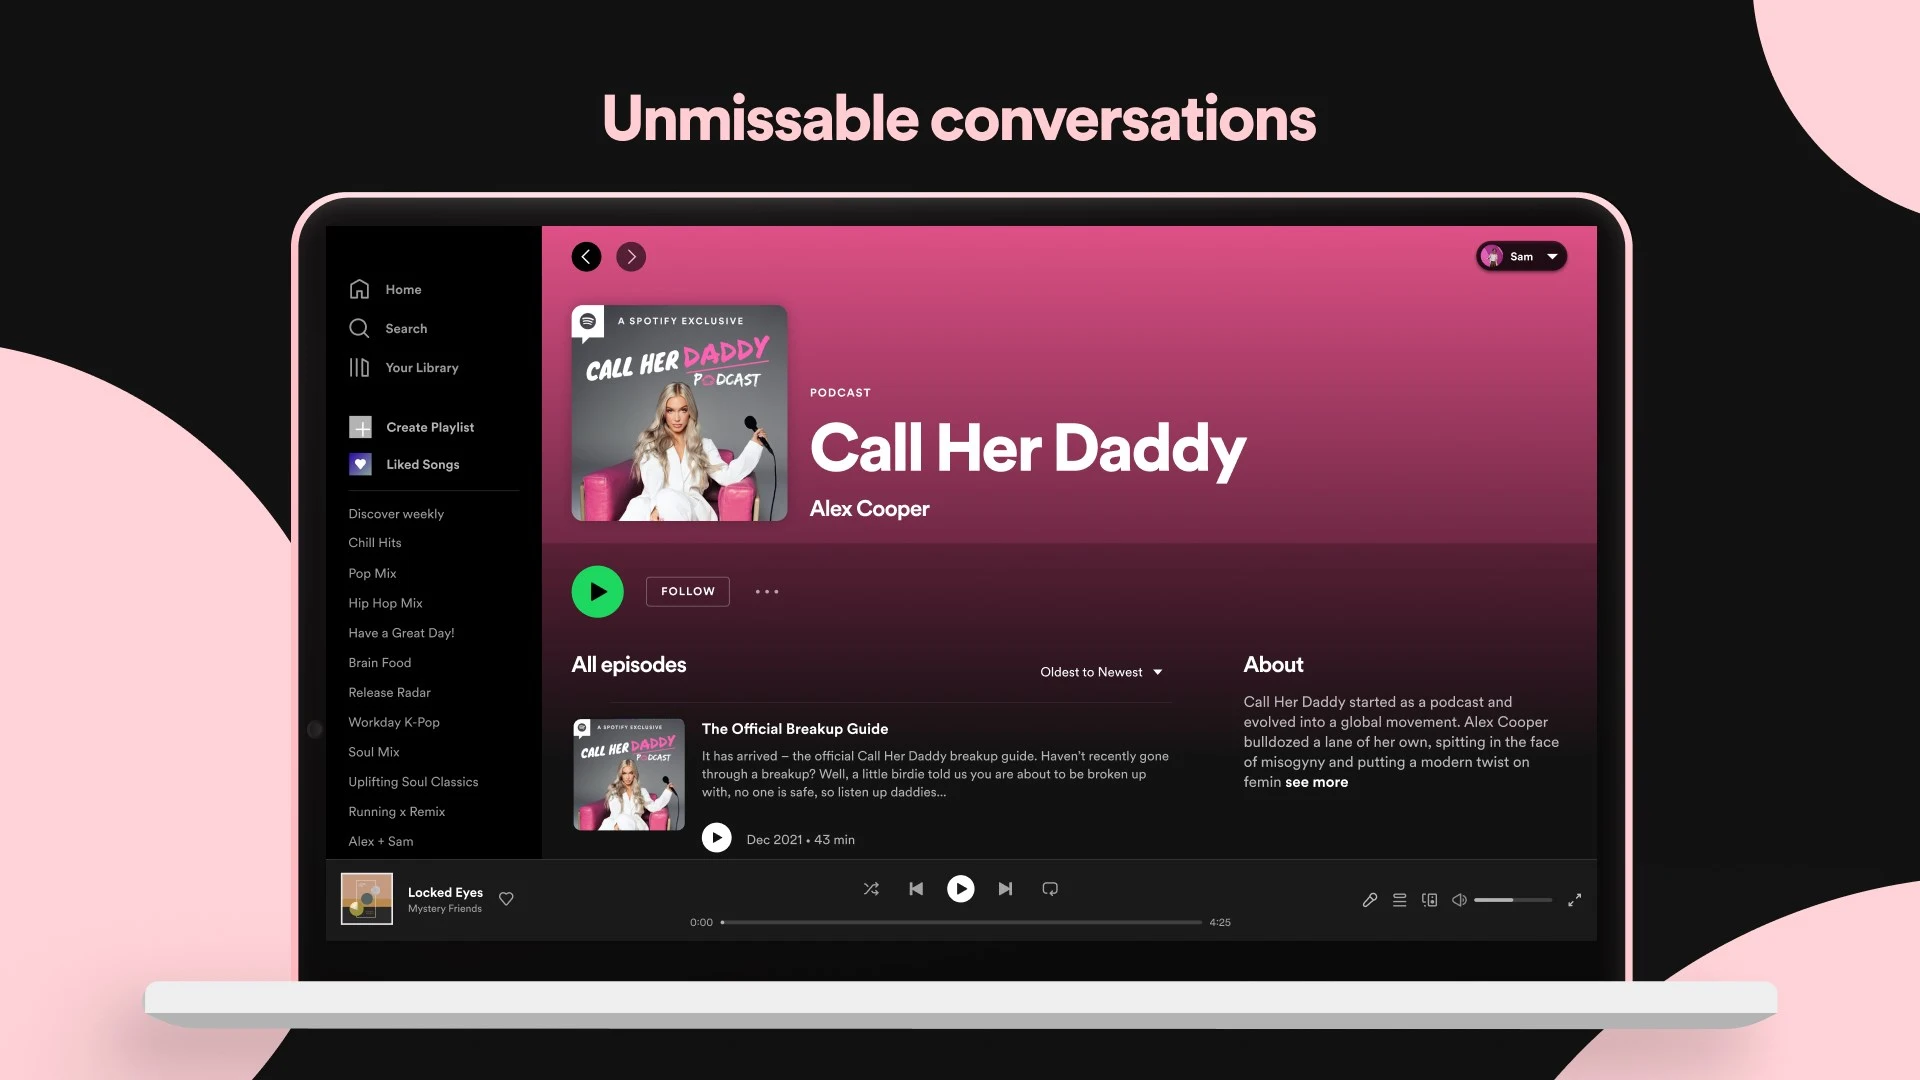 Unmissable conversations
Sam
Home
Search
Your Library
Create Playlist
Liked Songs
Discover weekly
Chill Hits
Pop Mix
Hip Hop Mix
Have a Great Day!
Brain Food
Release Radar
Workday K-Pop
Soul Mix
Uplifting Soul Classics
Running x Remix
Alex + Sam
A SPOTIFY EXCLUSIVE
CALL HER DADDY
PODCAST
PODCAST
Call Her Daddy
Alex Cooper
FOLLOW
All episodes
Oldest to Newest
A SPOTIFY EXCLUSIVE
CALL HER DADDY
PODCAST
The Official Breakup Guide
It has arrived – the official Call Her Daddy breakup guide. Haven’t recently gone
through a breakup? Well, a little birdie told us you are about to be broken up
with, no one is safe, so listen up daddies...
Dec 2021 • 43 min
About
Call Her Daddy started as a podcast and
evolved into a global movement. Alex Cooper
bulldozed a lane of her own, spitting in the face
of misogyny and putting a modern twist on
femin see more
Locked Eyes
Mystery Friends
0:00
4:25